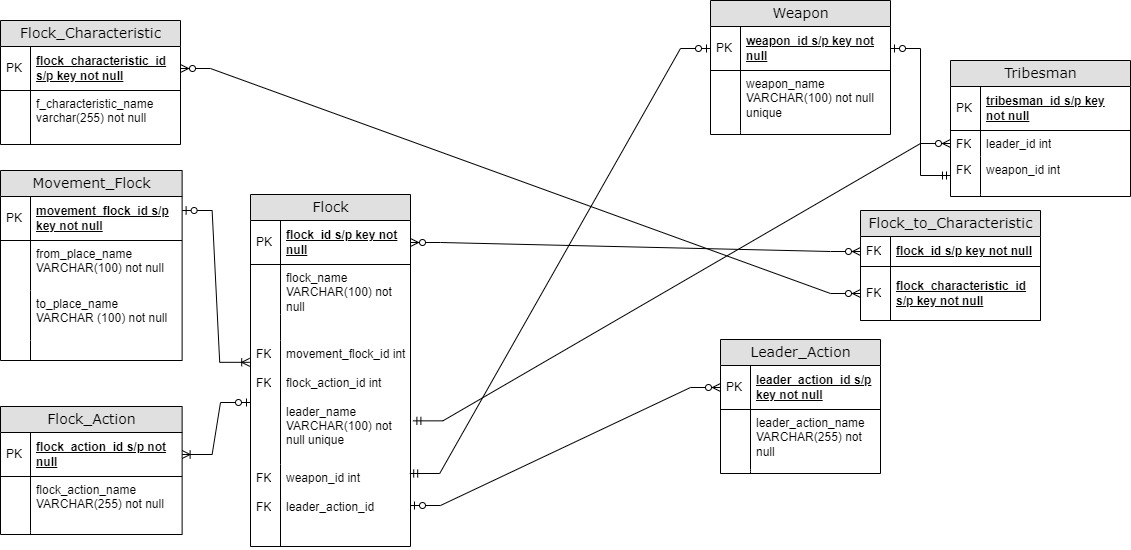 Flock_Characteristic
PK
flock_characteristic_id
s/p key not null
f_characteristic_name
varchar(255) not null
Movement_Flock
PK
movement_flock_id s/p
key not null
from_place_name
VARCHAR(100) not null
to_place_name
VARCHAR (100) not null
Flock_Action
PK
flock_action_id s/p not
null
flock_action_name
VARCHAR(255) not null
Flock
PK
flock_id s/p key not
null
flock_name
VARCHAR(100) not
null
FK
movement_flock_id int
FK
flock_action_id int
leader_name
VARCHAR(100) not
null unique
FK
weapon_id int
FK
leader_action_id
Weapon
PK
weapon_id s/p key not
null
weapon_name
VARCHAR(100) not null
unique
Tribesman
PK
tribesman_id s/p key
not null
FK
leader_id int
FK
weapon_id int
Flock_to_Characteristic
FK
flock_id s/p key not null
FK
flock_characteristic_id
s/p key not null
Leader_Action
PK
leader_action_id s/p
key not null
leader_action_name
VARCHAR(255) not
null